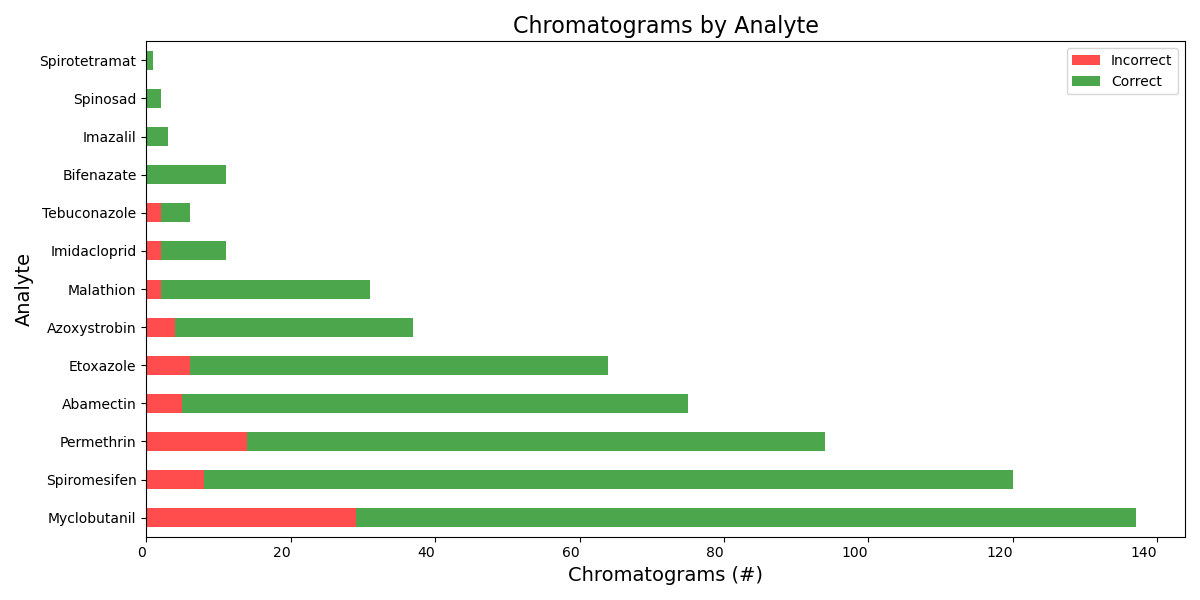 Chromatograms by Analyte
Incorrect
Correct
Analyte
Spirotetramat
Spinosad
Imazalil
Bifenazate
Tebuconazole
Imidacloprid
Malathion
Azoxystrobin
Etoxazole
Abamectin
Permethrin
Spiromesifen
Myclobutanil
0 20 40 60 80 100 120 140
Chromatograms (#)